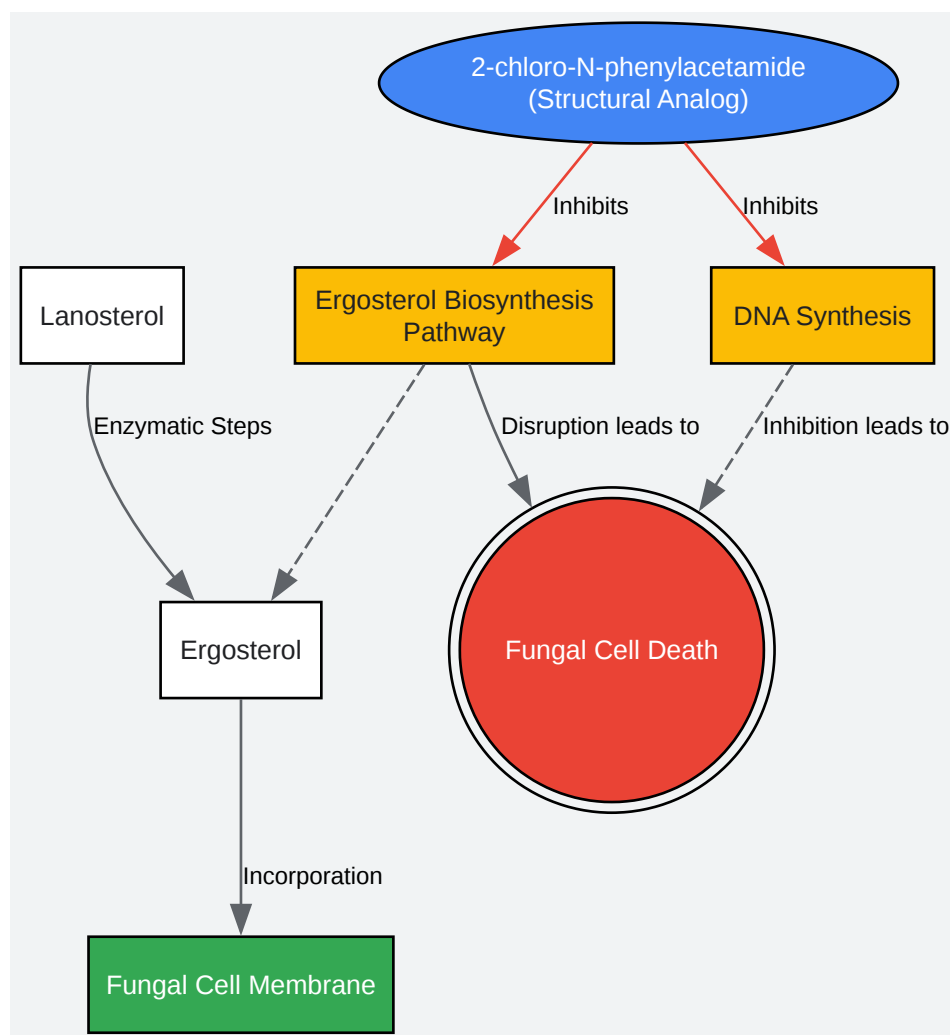 2-chloro-N-phenylacetamide
(Structural Analog)
Inhibits
Inhibits
Lanosterol
Ergosterol Biosynthesis
Pathway
DNA Synthesis
Enzymatic Steps
Disruption leads to
Inhibition leads to
Ergosterol
Fungal Cell Death
Incorporation
Fungal Cell Membrane